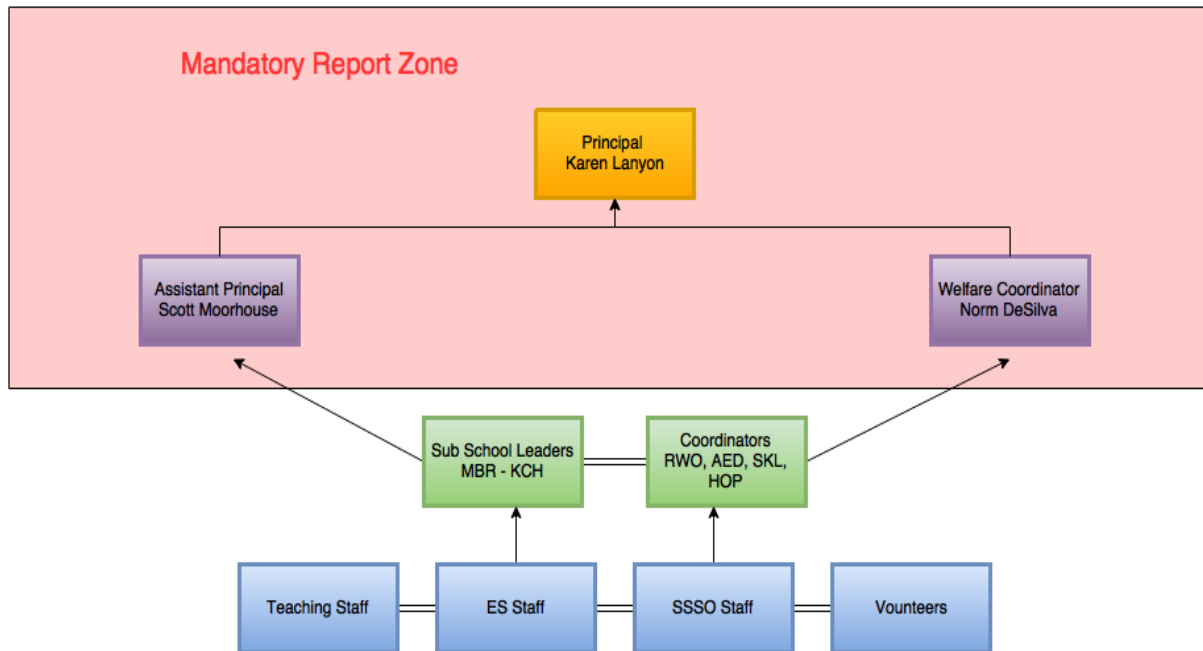 Mandatory Report Zone
Principal
Karen Lanyon
Assistant Principal
Scott Moorhouse
Welfare Coordinator
Norm DeSilva
Sub School Leaders
MBR - KCH
Coordinators
RWO, AED, SKL,
HOP
Teaching Staff
ES Staff
SSSO Staff
Vounteers